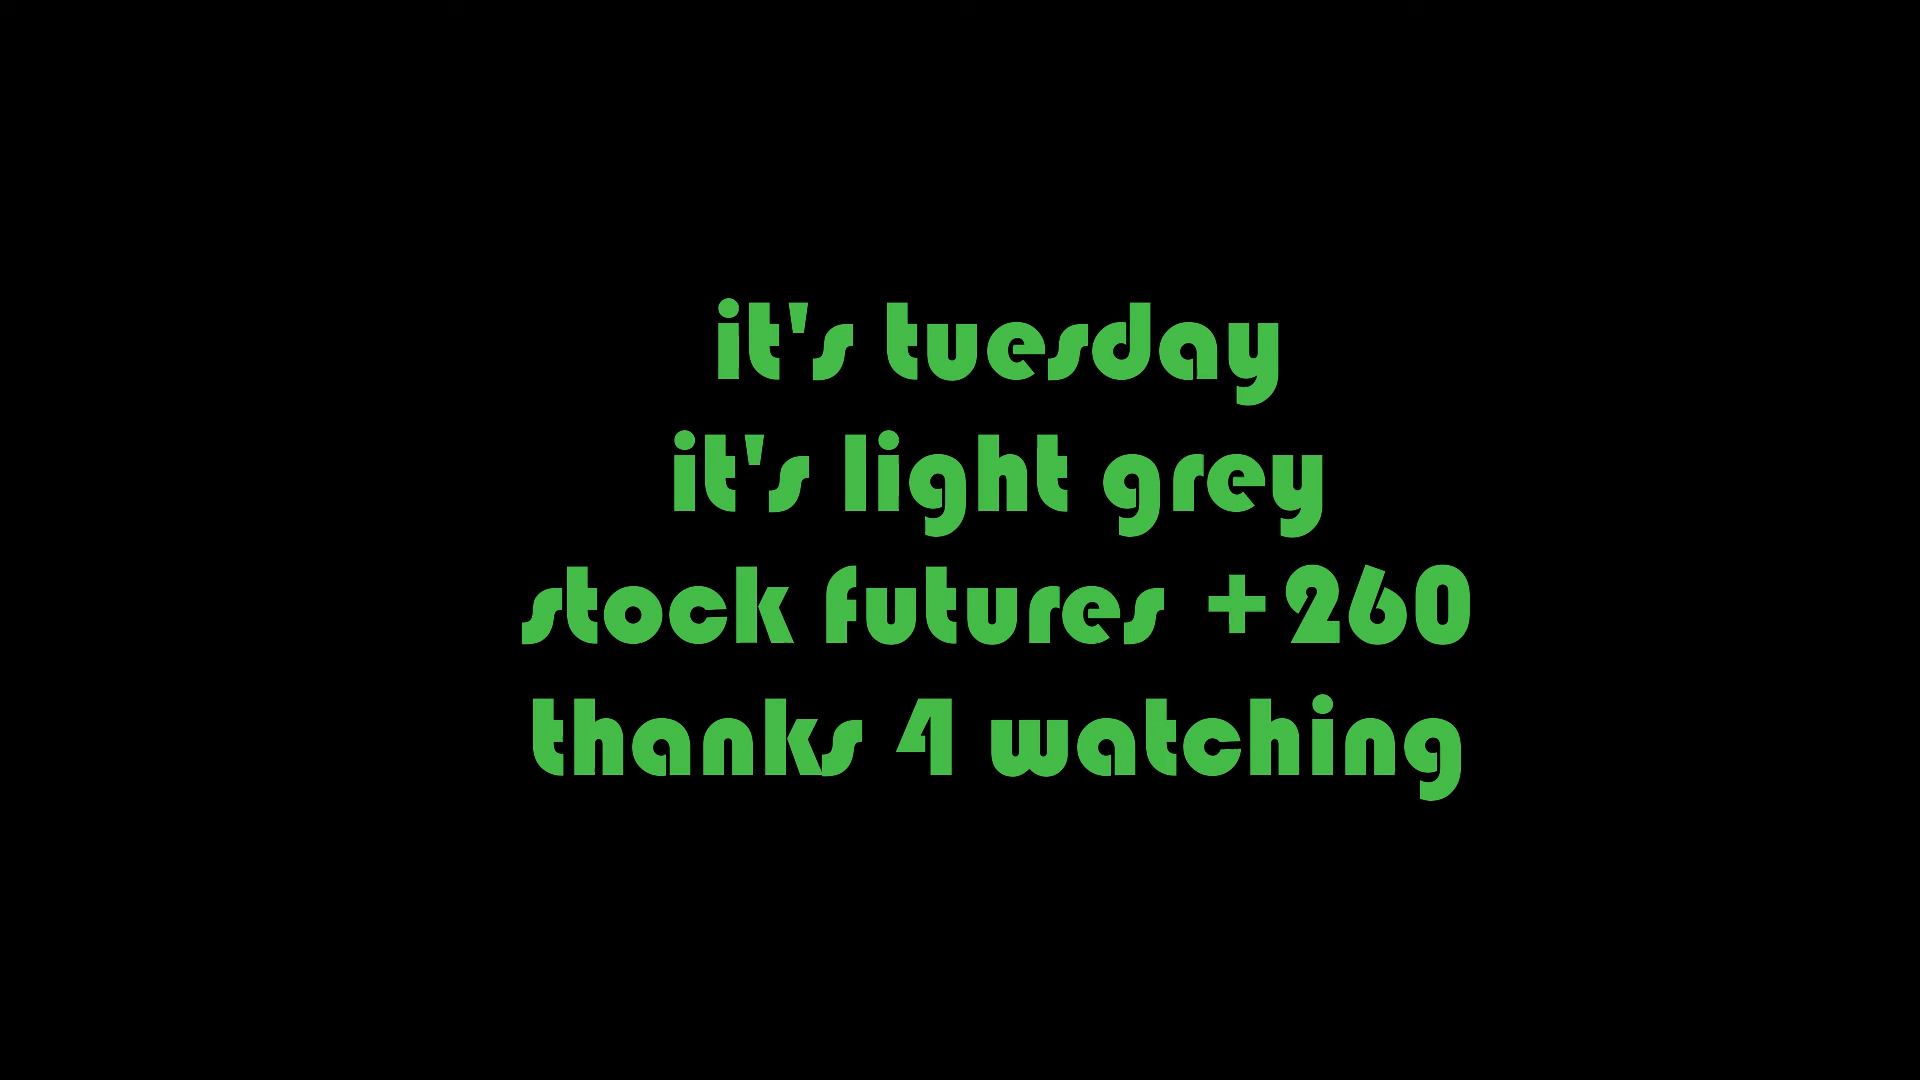 it's tuesday
it's light grey
stock futures +260
thanks 4 watching